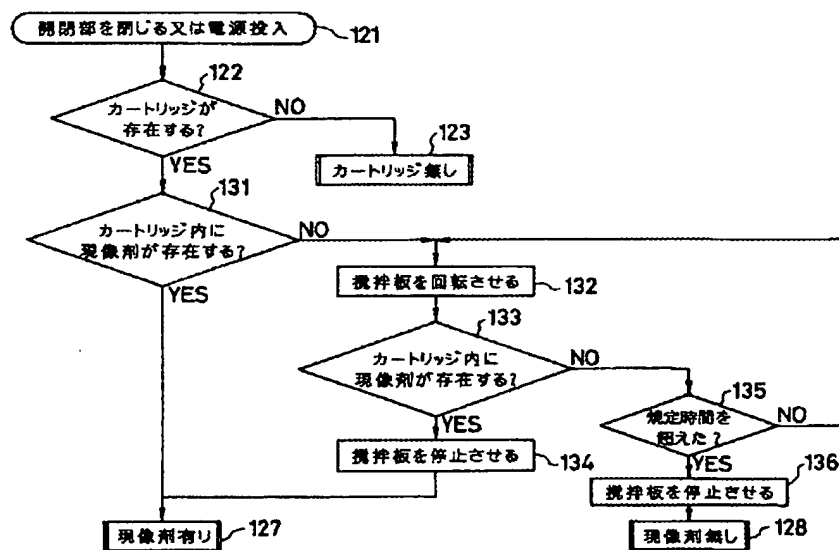 開閉部を閉じる又は電源投入
121
122
カートリッジが
存在する?
NO
YES
123
カートリッジ無し
131
カートリッジ内に
現像剤が存在する?
NO
YES
攪拌板を回転させる
132
133
カートリッジ内に
現像剤が存在する?
NO
YES
135
規定時間を
超えた?
NO
YES
攪拌板を停止させる
134
136
攪拌板を停止させる
現像剤有り
127
現像剤無し
128